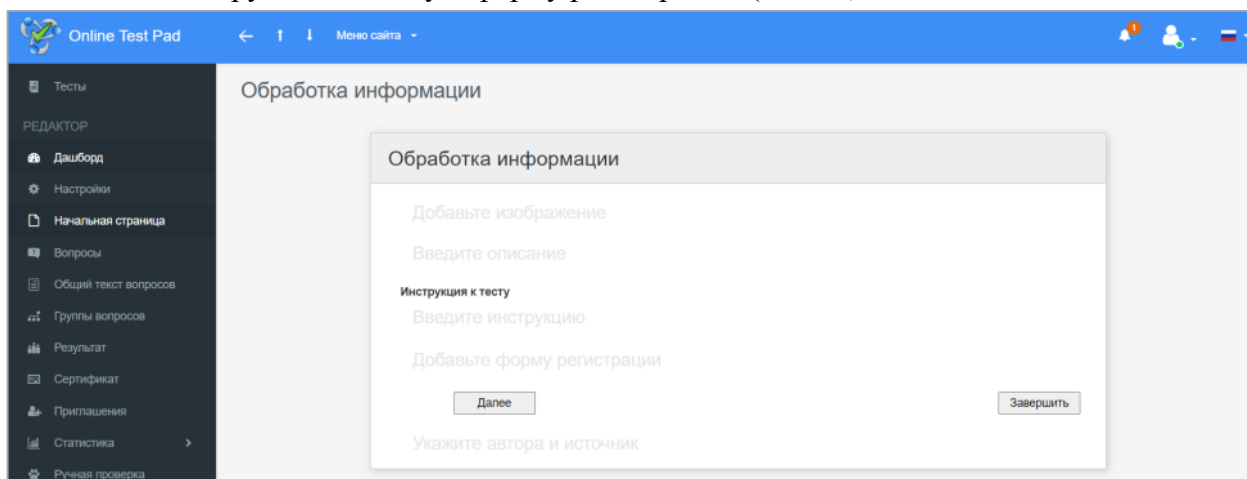 Online Test Pad
Меню сайта
1
Тесты
Обработка информации
РЕДАКТОР
Дашборд
Настройки
Начальная страница
Вопросы
Общий текст вопросов
Группы вопросов
Результат
Сертификат
Приглашения
Статистика
Ручная проверка
Обработка информации
Добавьте изображение
Введите описание
Инструкция к тесту
Введите инструкцию
Добавьте форму регистрации
Далее
Завершить
Укажите автора и источник